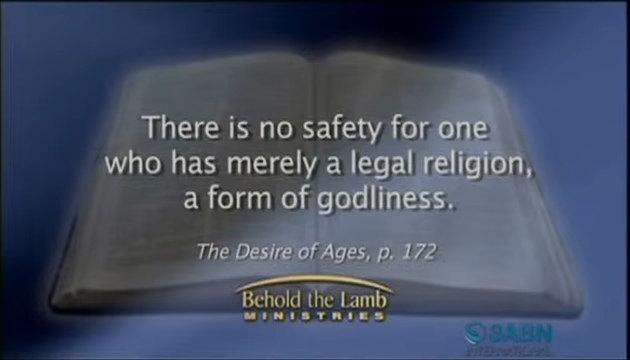 There is no safety for one
who has merely a legal religion,
a form of godliness.
The Desire of Ages, p. 172
Behold the Lamb
MINISTRIES
3ABN